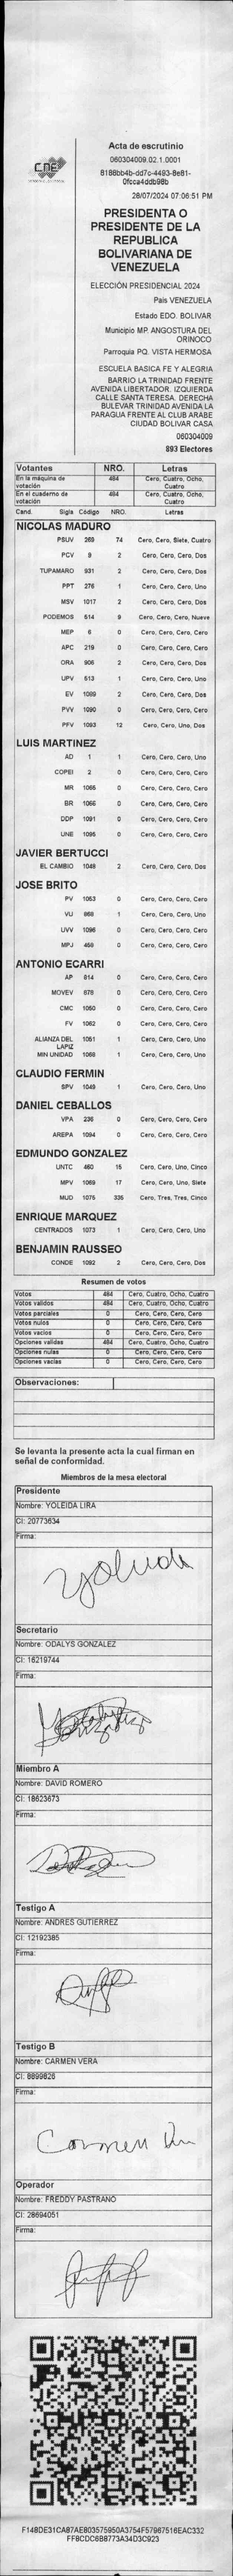 CNE
Acta de escrutinio
060304009.02.1.0001
8188bb4b-dd7c-4493-8e81-
0fcca4ddb98b
28/07/2024 07:06:51 PM
PRESIDENTA O
PRESIDENTE DE LA
REPUBLICA
BOLIVARIANA DE
VENEZUELA
ELECCIÓN PRESIDENCIAL 2024
Pais VENEZUELA
Estado EDO. BOLIVAR
Municipio MP. ANGOSTURA DEL
ORINOCO
Parroquia PQ. VISTA HERMOSA
ESCUELA BASICA FE Y ALEGRIA
BARRIO LA TRINIDAD FRENTE
AVENIDA LIBERTADOR. IZQUIERDA
CALLE SANTA TERESA. DERECHA
BULEVAR TRINIDAD AVENIDA LA
PARAGUA FRENTE AL CLUB ARABE
CIUDAD BOLIVAR CASA
060304009
893 Electores
Votantes NRO. Letras
En la máquina de votación 484 Cero, Cuatro, Ocho, Cuatro
En el cuaderno de votación 484 Cero, Cuatro, Ocho, Cuatro
Cand. Sigla Código NRO. Letras
NICOLAS MADURO
PSUV 269 74 Cero, Cero, Siete, Cuatro
PCV 9 2 Cero, Cero, Cero, Dos
TUPAMARO 931 2 Cero, Cero, Cero, Dos
PPT 276 1 Cero, Cero, Cero, Uno
MSV 1017 2 Cero, Cero, Cero, Dos
PODEMOS 514 9 Cero, Cero, Cero, Nueve
MEP 6 0 Cero, Cero, Cero, Cero
APC 219 0 Cero, Cero, Cero, Cero
ORA 906 2 Cero, Cero, Cero, Dos
UPV 513 1 Cero, Cero, Cero, Uno
EV 1089 2 Cero, Cero, Cero, Dos
PVV 1090 0 Cero, Cero, Cero, Cero
PFV 1093 12 Cero, Cero, Uno, Dos
LUIS MARTINEZ
AD 1 1 Cero, Cero, Cero, Uno
COPEI 2 0 Cero, Cero, Cero, Cero
MR 1065 0 Cero, Cero, Cero, Cero
BR 1066 0 Cero, Cero, Cero, Cero
DDP 1091 0 Cero, Cero, Cero, Cero
UNE 1095 0 Cero, Cero, Cero, Cero
JAVIER BERTUCCI
EL CAMBIO 1048 2 Cero, Cero, Cero, Dos
JOSE BRITO
PV 1053 0 Cero, Cero, Cero, Cero
VU 868 1 Cero, Cero, Cero, Uno
UVV 1096 0 Cero, Cero, Cero, Cero
MPJ 458 0 Cero, Cero, Cero, Cero
ANTONIO ECARRI
AP 814 0 Cero, Cero, Cero, Cero
MOVEV 878 0 Cero, Cero, Cero, Cero
CMC 1050 0 Cero, Cero, Cero, Cero
FV 1062 0 Cero, Cero, Cero, Cero
ALIANZA DEL LAPIZ 1051 1 Cero, Cero, Cero, Uno
MIN UNIDAD 1068 1 Cero, Cero, Cero, Uno
CLAUDIO FERMIN
SPV 1049 1 Cero, Cero, Cero, Uno
DANIEL CEBALLOS
VPA 236 0 Cero, Cero, Cero, Cero
AREPA 1094 0 Cero, Cero, Cero, Cero
EDMUNDO GONZALEZ
UNTC 460 15 Cero, Cero, Uno, Cinco
MPV 1069 17 Cero, Cero, Uno, Siete
MUD 1075 335 Cero, Tres, Tres, Cinco
ENRIQUE MARQUEZ
CENTRADOS 1073 1 Cero, Cero, Cero, Uno
BENJAMIN RAUSSEO
CONDE 1092 2 Cero, Cero, Cero, Dos
Resumen de votos
Votos 484 Cero, Cuatro, Ocho, Cuatro
Votos validos 484 Cero, Cuatro, Ocho, Cuatro
Votos parciales 0 Cero, Cero, Cero, Cero
Votos nulos 0 Cero, Cero, Cero, Cero
Votos vacios 0 Cero, Cero, Cero, Cero
Opciones validas 484 Cero, Cuatro, Ocho, Cuatro
Opciones nulas 0 Cero, Cero, Cero, Cero
Opciones vacias 0 Cero, Cero, Cero, Cero
Observaciones:
Se levanta la presente acta la cual firman en
señal de conformidad.
Miembros de la mesa electoral
Presidente
Nombre: YOLEIDA LIRA
CI: 20773634
Firma:
Secretario
Nombre: ODALYS GONZALEZ
CI: 16219744
Firma:
Miembro A
Nombre: DAVID ROMERO
CI: 18623673
Firma:
Testigo A
Nombre: ANDRES GUTIERREZ
CI: 12192385
Firma:
Testigo B
Nombre: CARMEN VERA
CI: 8899826
Firma:
Carmen
Operador
Nombre: FREDDY PASTRANO
CI: 28694051
Firma:
F148DE31CA87AE803575950A3754F57967516EAC332
FF8CDC6B8773A34D3C923